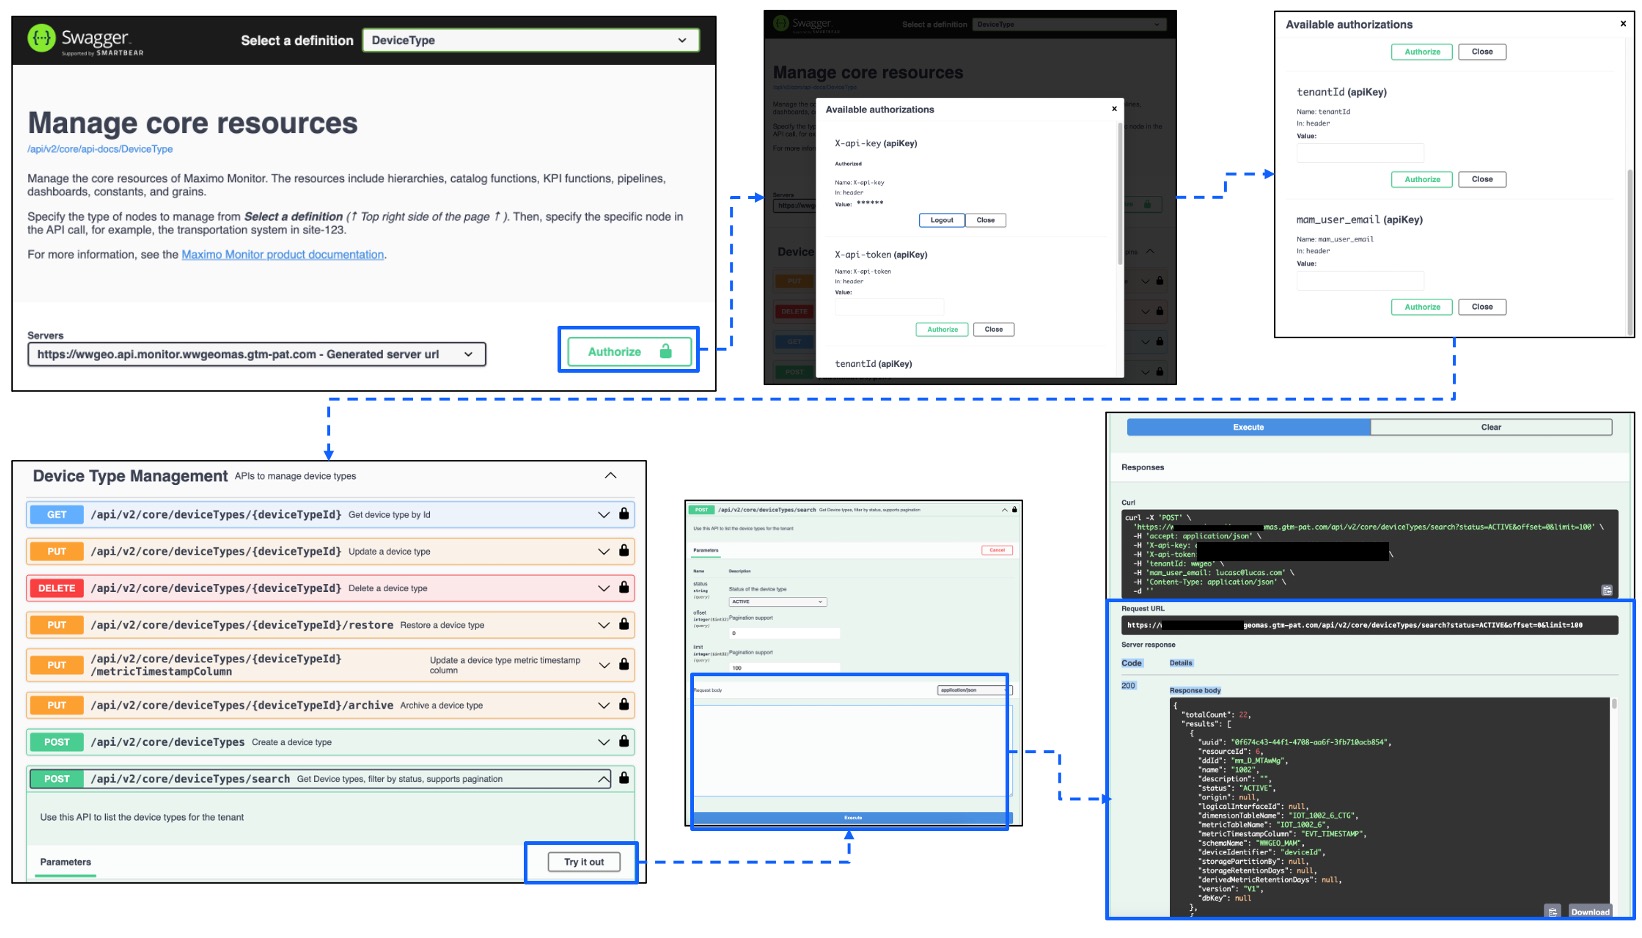 Swagger.
Supported by SMARTBEAR
Select a definition
DeviceType
Manage core resources
/api/v2/core/api-docs/DeviceType
Manage the core resources of Maximo Monitor. The resources include hierarchies, catalog functions, KPI functions, pipelines,
dashboards, constants, and grains.
Specify the type of nodes to manage from Select a definition (↑ Top right side of the page ↑). Then, specify the specific node in
the API call, for example, the transportation system in site-123.
For more information, see the Maximo Monitor product documentation.
Servers
https://wwgeo.api.monitor.wwgeomas.gtm-pat.com - Generated server url
Authorize
Swagger
Select a definition
DeviceType
Manage core resources
Available authorizations
×
X-api-key (apiKey)
Authorized
Name: X-api-key
In: header
Value: ******
Logout
Close
X-api-token (apiKey)
Name: X-api-token
In: header
Value:
Authorize
Close
tenantId (apiKey)
Servers
PUT
DELETE
GET
POST
Available authorizations
×
Authorize
Close
tenantId (apiKey)
Name: tenantId
In: header
Value:
Authorize
Close
mam_user_email (apiKey)
Name: mam_user_email
In: header
Value:
Authorize
Close
Device Type Management APIs to manage device types
GET /api/v2/core/deviceTypes/{deviceTypeId} Get device type by Id
PUT /api/v2/core/deviceTypes/{deviceTypeId} Update a device type
DELETE /api/v2/core/deviceTypes/{deviceTypeId} Delete a device type
PUT /api/v2/core/deviceTypes/{deviceTypeId}/restore Restore a device type
PUT /api/v2/core/deviceTypes/{deviceTypeId}
/metricTimestampColumn
Update a device type metric timestamp
column
PUT /api/v2/core/deviceTypes/{deviceTypeId}/archive Archive a device type
POST /api/v2/core/deviceTypes Create a device type
POST /api/v2/core/deviceTypes/search Get Device types, filter by status, supports pagination
Use this API to list the device types for the tenant
Parameters
Try it out
POST /api/v2/core/deviceTypes/search Get Device types, filter by status, supports pagination
Use this API to list the device types for the tenant
Parameters
Cancel
Name Description
status
string
(query)
Status of the device type
ACTIVE
offset
integer($int32)
(query)
Pagination support
0
limit
integer($int32)
(query)
Pagination support
100
Request body
application/json
Execute
Execute
Clear
Responses
Curl
curl -X 'POST' \
'https://
mas.gtm-pat.com/api/v2/core/deviceTypes/search?status=ACTIVE&offset=0&limit=100' \
-H 'accept: application/json' \
-H 'X-api-key:
-H 'X-api-token:
\
-H 'tenantId: wwgeo' \
-H 'mam_user_email: lucasc@lucas.com' \
-H 'Content-Type: application/json' \
-d ''
Request URL
https://
geomas.gtm-pat.com/api/v2/core/deviceTypes/search?status=ACTIVE&offset=0&limit=100
Server response
Code Details
200
Response body
{
"totalCount": 22,
"results": [
{
"uuid": "0f674c43-44f1-4708-aa6f-3fb710acb854",
"resourceId": 6,
"ddId": "mm_D_MTAwMg",
"name": "1002",
"description": "",
"status": "ACTIVE",
"origin": null,
"logicalInterfaceId": null,
"dimensionTableName": "IOT_1002_6_CTG",
"metricTableName": "IOT_1002_6",
"metricTimestampColumn": "EVT_TIMESTAMP",
"schemaName": "WWGEO_MAM",
"deviceIdentifier": "deviceId",
"storagePartitionBy": null,
"storageRetentionDays": null,
"derivedMetricRetentionDays": null,
"version": "V1",
"dbKey": null
},
{
Download